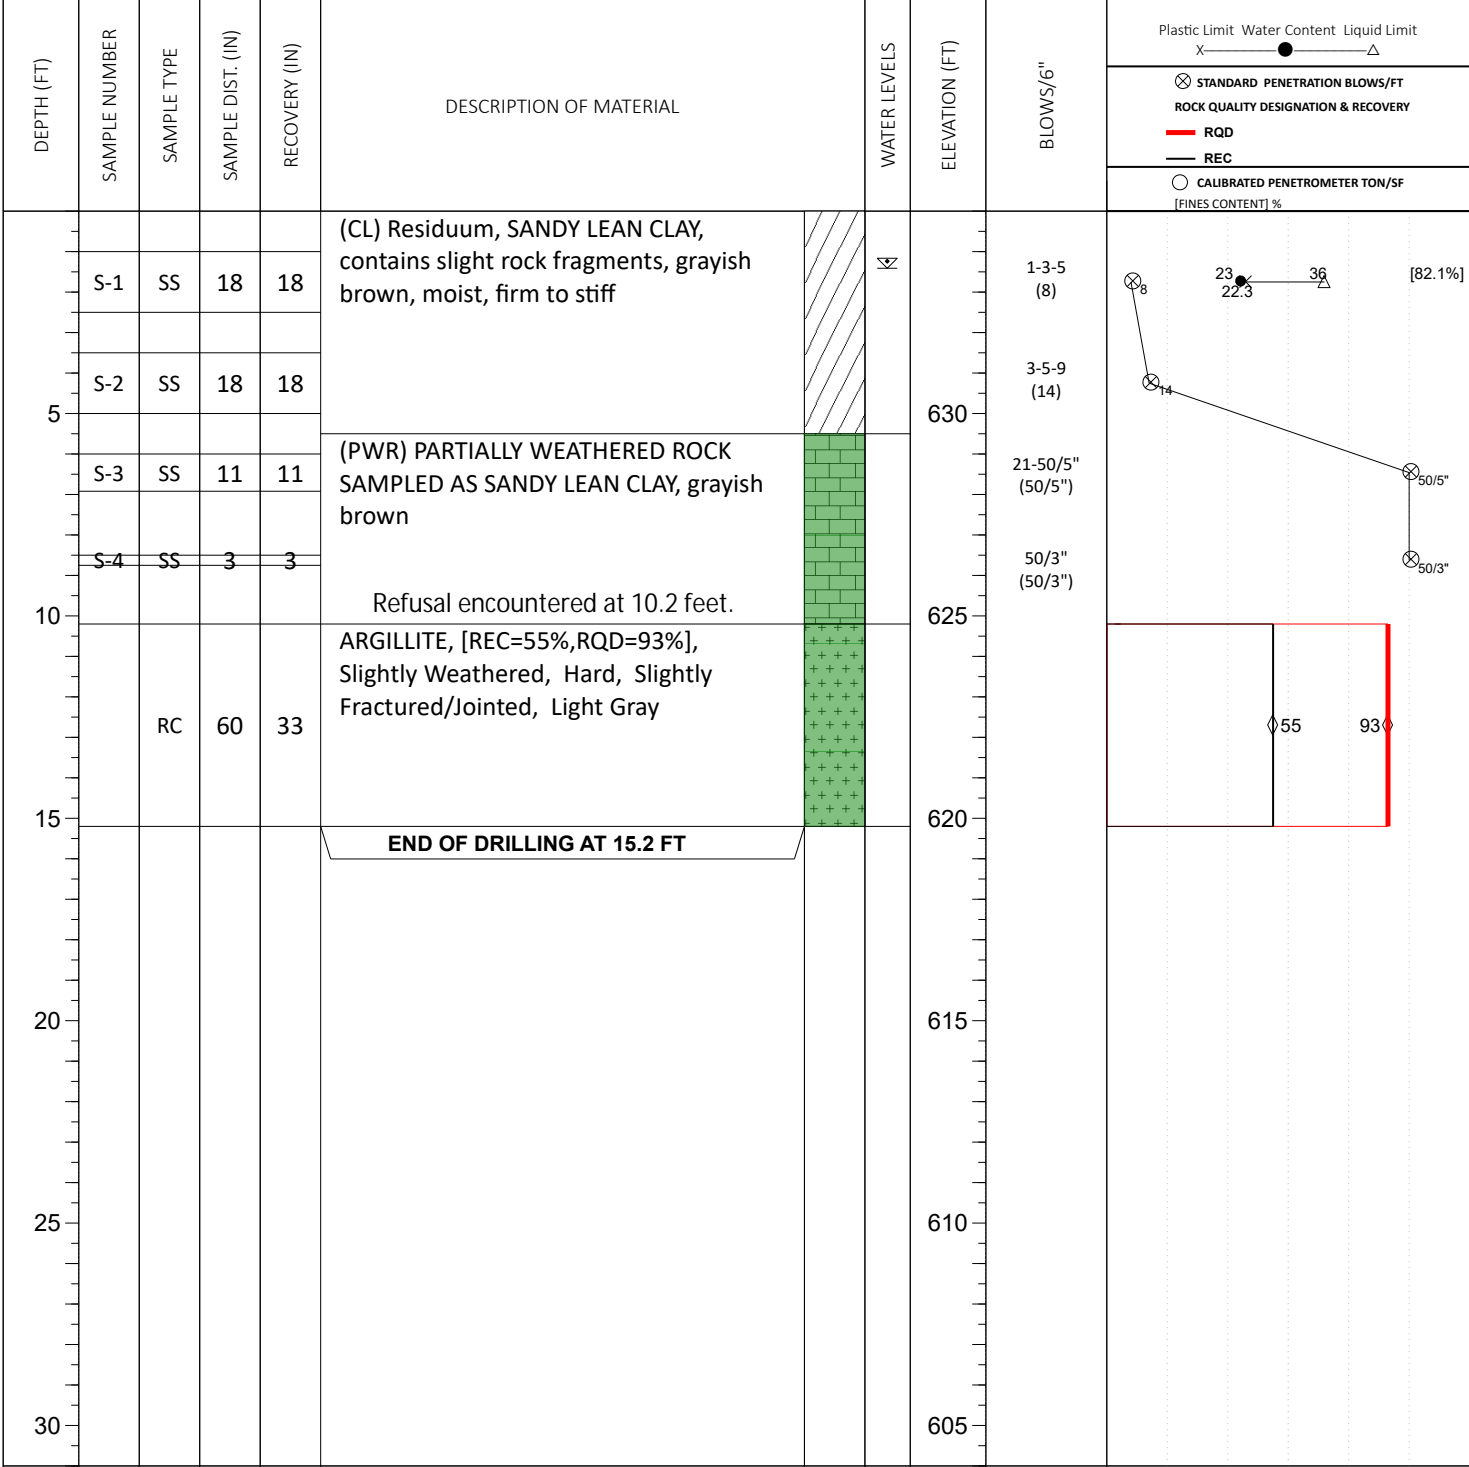 DEPTH (FT)
SAMPLE NUMBER
SAMPLE TYPE
SAMPLE DIST. (IN)
RECOVERY (IN)
DESCRIPTION OF MATERIAL
WATER LEVELS
ELEVATION (FT)
BLOWS/6"
Plastic Limit Water Content Liquid Limit
X
STANDARD PENETRATION BLOWS/FT
ROCK QUALITY DESIGNATION & RECOVERY
RQD
REC
CALIBRATED PENETROMETER TON/SF
[FINES CONTENT] %
(CL) Residuum, SANDY LEAN CLAY,
contains slight rock fragments, grayish
brown, moist, firm to stiff
S-1 SS 18 18
1-3-5
(8)
8
23
22.3
36
[82.1%]
S-2 SS 18 18
3-5-9
(14)
14
5
630
(PWR) PARTIALLY WEATHERED ROCK
SAMPLED AS SANDY LEAN CLAY, grayish
brown
S-3 SS 11 11
21-50/5"
(50/5")
50/5"
S-4 SS 3 3
50/3"
(50/3")
50/3"
Refusal encountered at 10.2 feet.
10
625
ARGILLITE, [REC=55%,RQD=93%],
Slightly Weathered, Hard, Slightly
Fractured/Jointed, Light Gray
RC 60 33
55
93
15
620
END OF DRILLING AT 15.2 FT
20
615
25
610
30
605